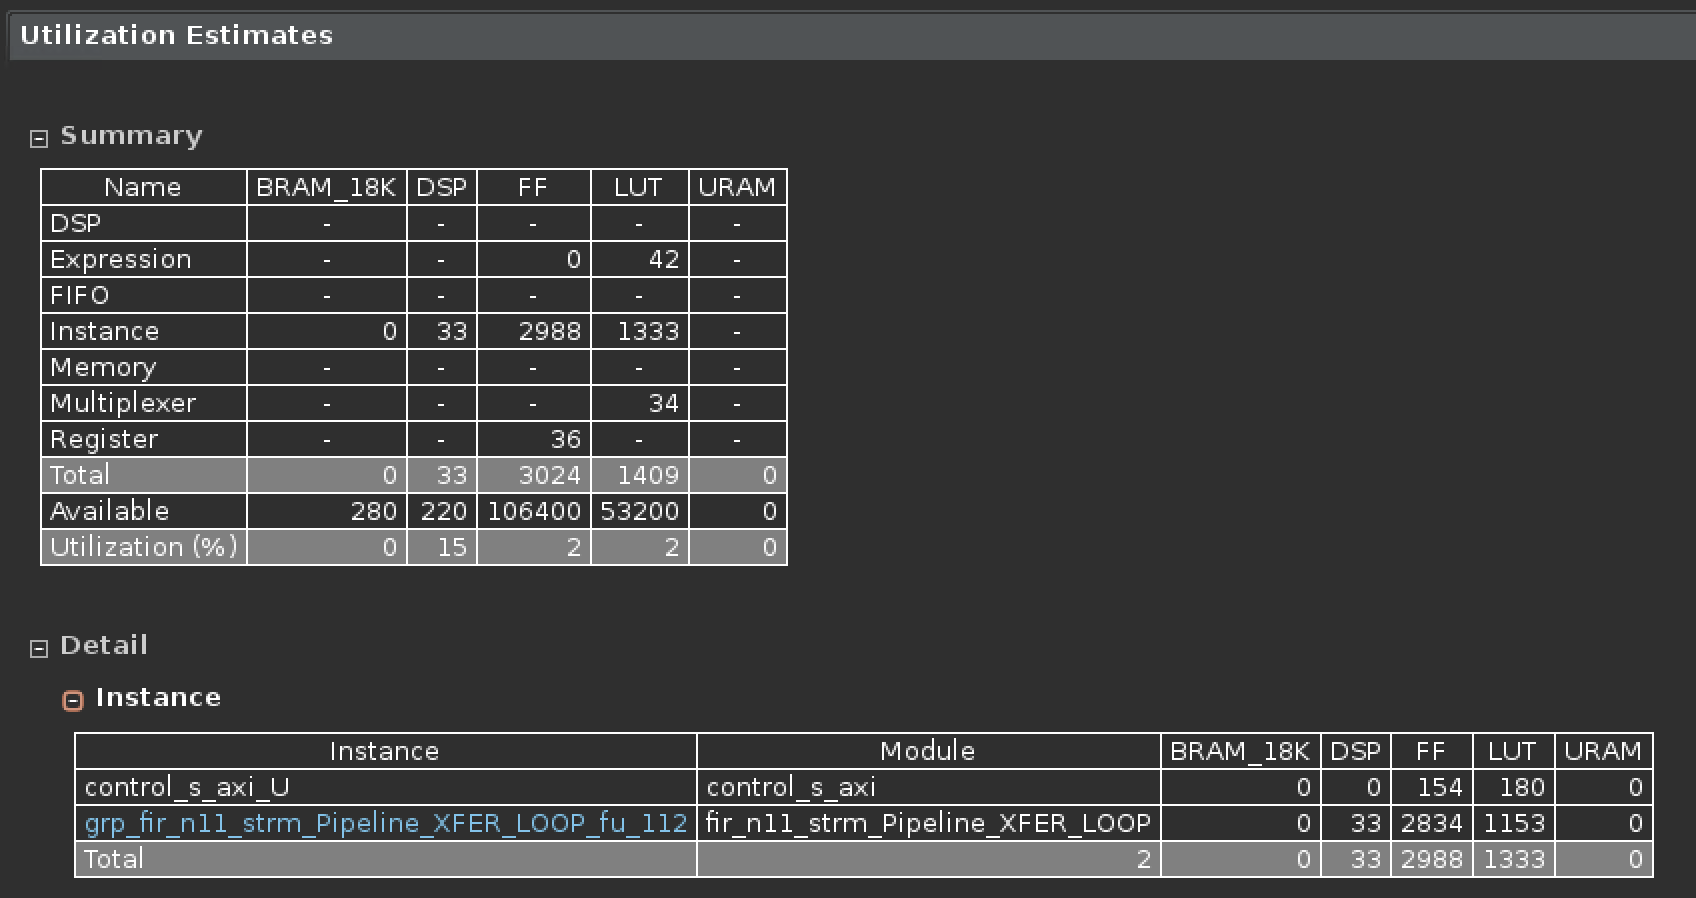 Utilization Estimates
Summary
Name BRAM_18K DSP FF LUT URAM
DSP - - - - -
Expression - - 0 42 -
FIFO - - - - -
Instance 0 33 2988 1333 -
Memory - - - - -
Multiplexer - - - 34 -
Register - - 36 - -
Total 0 33 3024 1409 0
Available 280 220 106400 53200 0
Utilization (%) 0 15 2 2 0
Detail
Instance
Instance Module BRAM_18K DSP FF LUT URAM
control_s_axi_U control_s_axi 0 0 154 180 0
grp_fir_n11_strm_Pipeline_XFER_LOOP_fu_112 fir_n11_strm_Pipeline_XFER_LOOP 0 33 2834 1153 0
Total 2 0 33 2988 1333 0